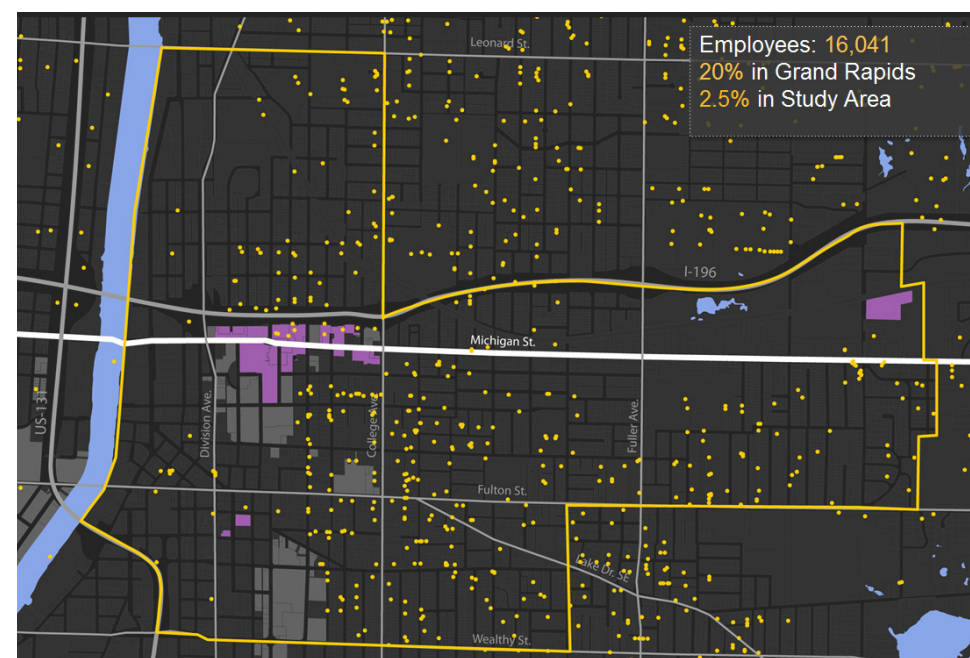 Leonard St.
Employees: 16,041
20% in Grand Rapids
2.5% in Study Area
I-196
Michigan St.
US-131
Division Ave.
College Ave.
Fuller Ave.
Fulton St.
Lake Dr. SE
Wealthy St.